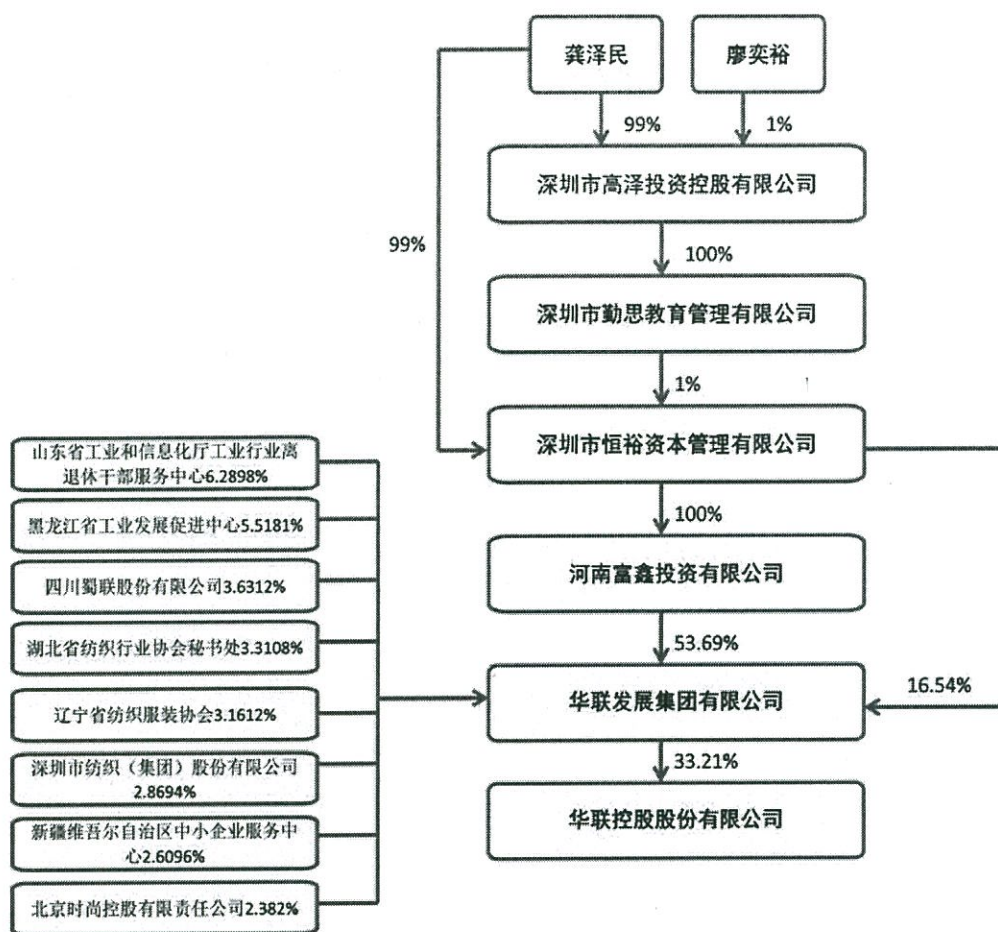 龚泽民
廖奕裕
99%
1%
深圳市高泽投资控股有限公司
99%
100%
深圳市勤思教育管理有限公司
1%
深圳市恒裕资本管理有限公司
山东省工业和信息化厅工业行业离
退休干部服务中心6.2898%
100%
黑龙江省工业发展促进中心5.5181%
河南富鑫投资有限公司
四川蜀联股份有限公司3.6312%
湖北省纺织行业协会秘书处3.3108%
53.69%
华联发展集团有限公司
16.54%
辽宁省纺织服装协会3.1612%
33.21%
深圳市纺织（集团）股份有限公司
2.8694%
华联控股股份有限公司
新疆维吾尔自治区中小企业服务中
心2.6096%
北京时尚控股有限责任公司2.382%